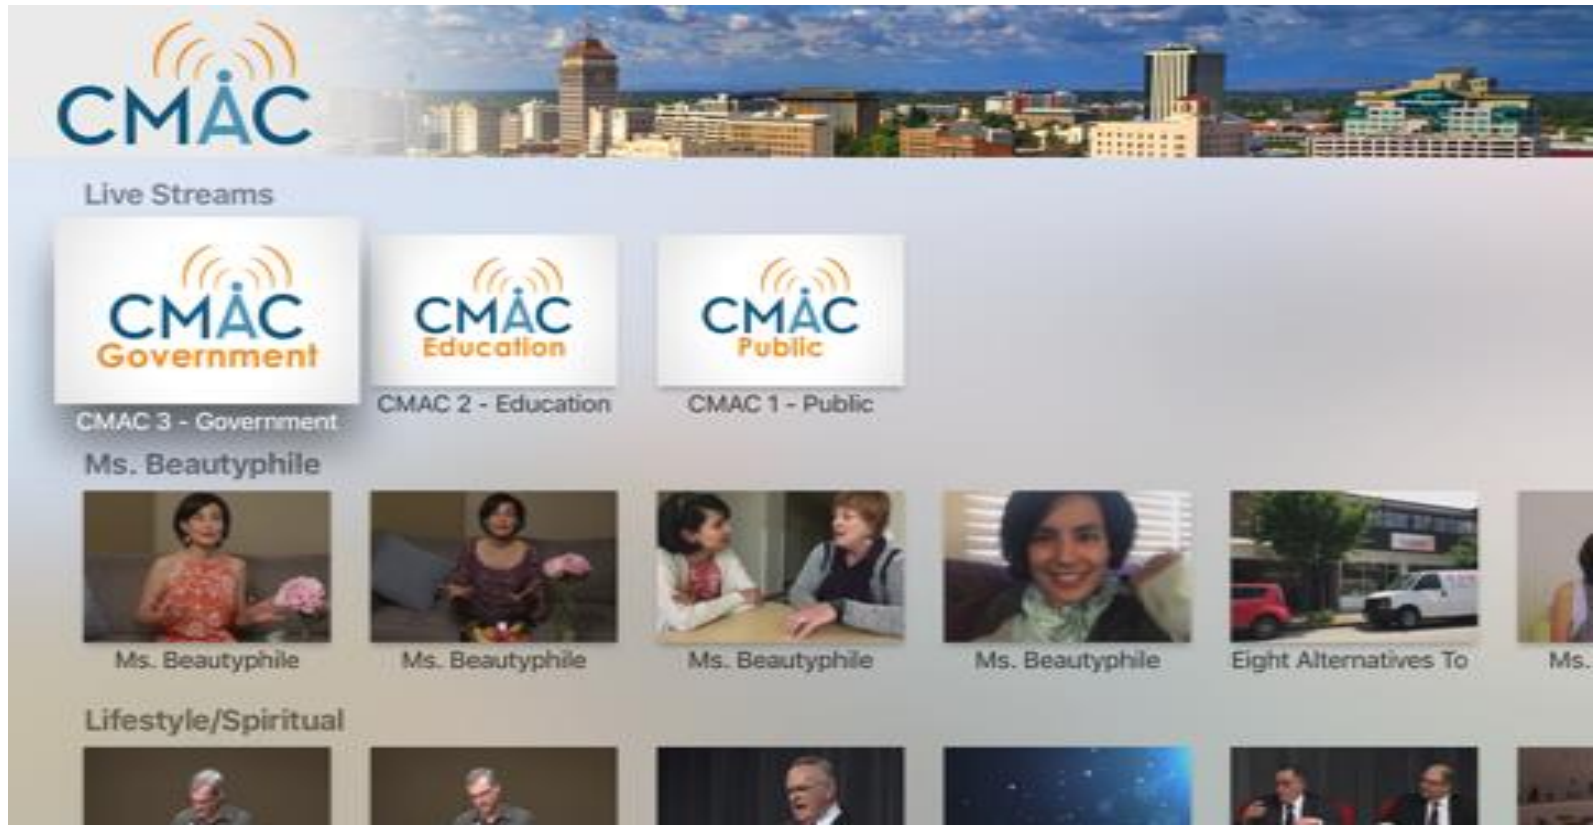 CMAC
Live Streams
CMAC
Government
CMAC
Education
CMAC
Public
CMAC 3 - Government
CMAC 2 - Education
CMAC 1 - Public
Ms. Beautyphile
Ms. Beautyphile
Ms. Beautyphile
Ms. Beautyphile
Ms. Beautyphile
Eight Alternatives To
Ms.
Lifestyle/Spiritual